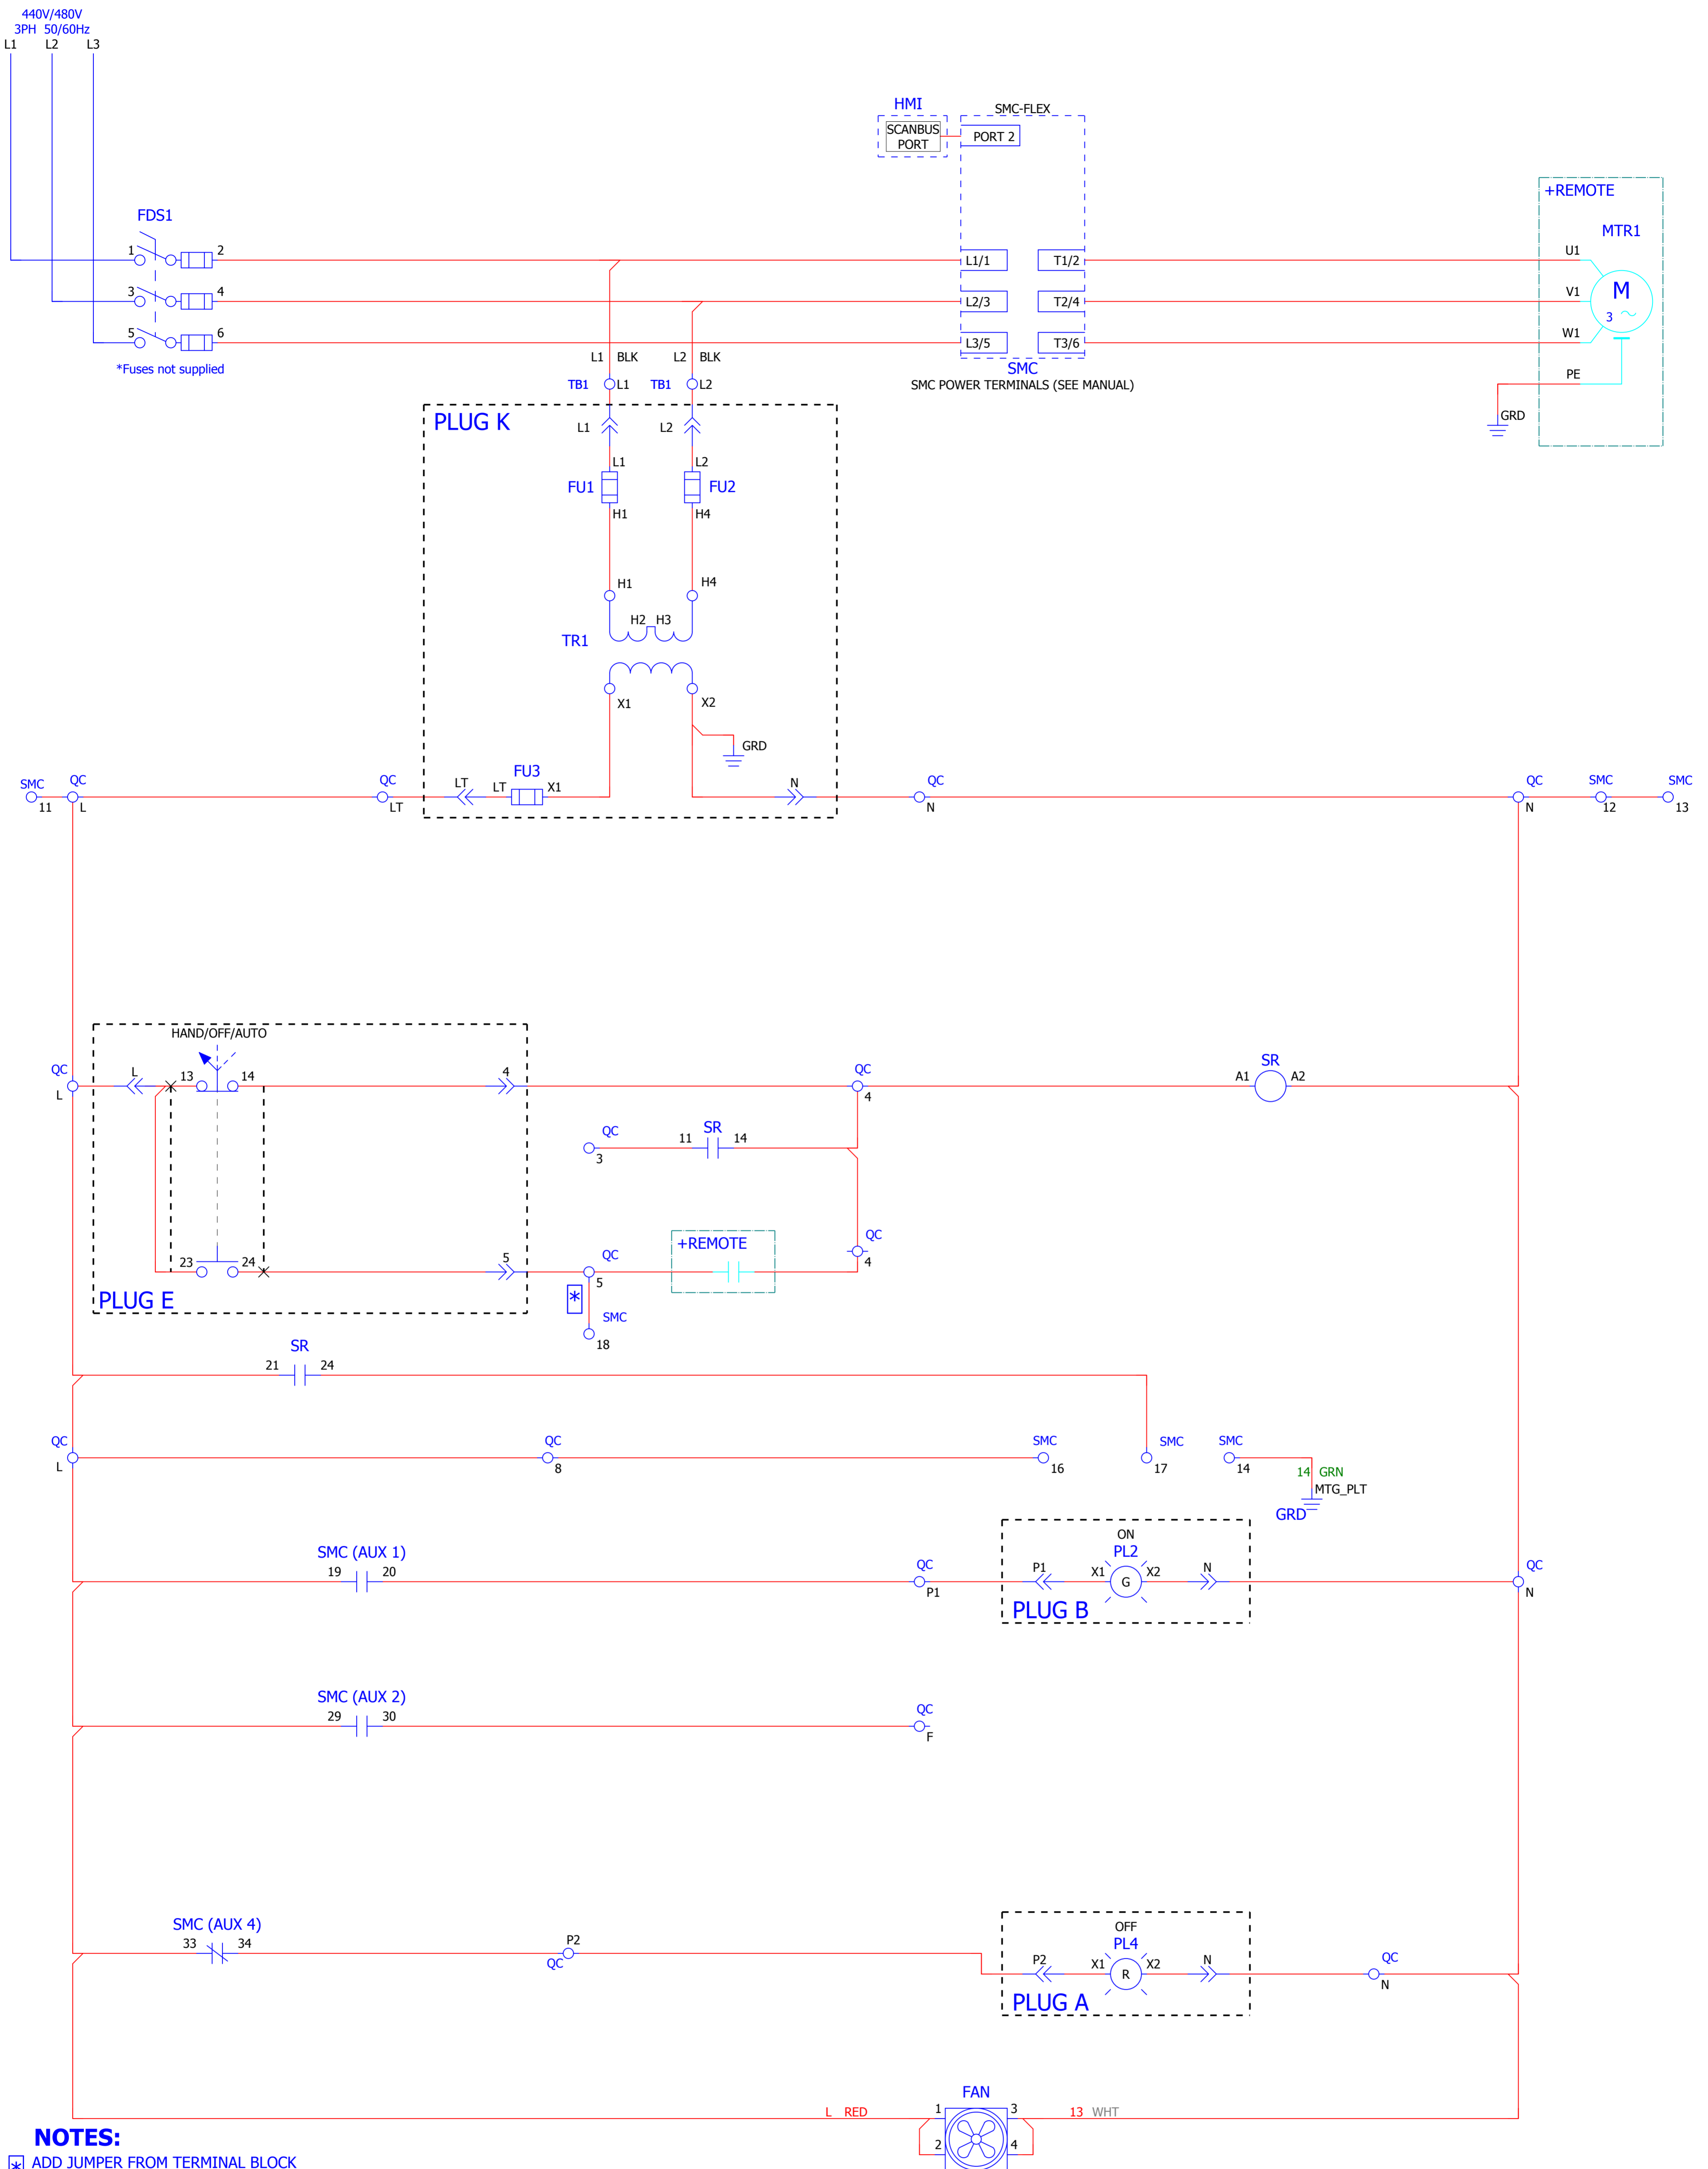 440V/480V
3PH 50/60Hz
L1 L2 L3
HMI
SCANBUS
PORT
SMC-FLEX
PORT 2
+REMOTE
MTR1
FDS1
1 2
L1/1 T1/2
U1
3 4
L2/3 T2/4
V1
M
3
5 6
L3/5 T3/6
W1
*Fuses not supplied
SMC
SMC POWER TERMINALS (SEE MANUAL)
PE
GRD
L1 BLK L2 BLK
TB1 L1 TB1 L2
PLUG K
L1 L2
L1 L2
FU1 FU2
H1 H4
H1 H4
H2 H3
TR1
X1 X2
GRD
SMC QC QC LT LT FU3 X1 N QC QC SMC SMC
11 L LT N N 12 13
HAND/OFF/AUTO
QC L 13 14 4 QC SR
L 4 A1 A2
QC 11 SR 14
3
+REMOTE
QC
4
23 24 5 QC
5
PLUG E
*
SMC
18
SR
21 24
QC QC SMC SMC SMC
L 8 16 17 14
14 GRN
MTG_PLT
GRD
SMC (AUX 1)
19 20
QC
P1
ON
PL2
P1 X1 G X2 N
PLUG B
QC
N
SMC (AUX 2)
29 30
QC
F
SMC (AUX 4)
33 34
P2
QC
OFF
PL4
P2 X1 R X2 N
PLUG A
QC
N
FAN
L RED 1 3 13 WHT
2 4
NOTES:
* ADD JUMPER FROM TERMINAL BLOCK